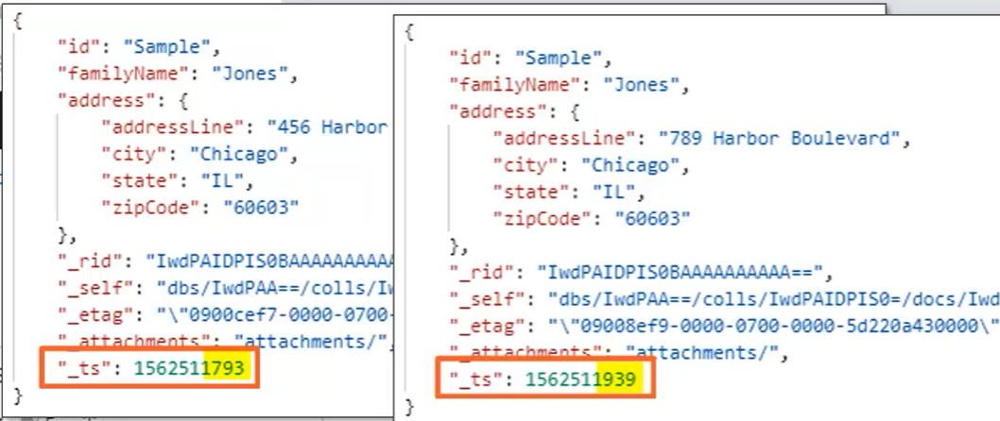 {
"id": "Sample",
"familyName": "Jones",
"address": {
"addressLine": "456 Harbor
"city": "Chicago",
"state": "IL",
"zipCode": "60603"
},
"_rid": "IwdPAIDPIS0BAAAAAAAAAA
"_self": "dbs/IwdPAA==/colls/Iw
"_etag": "\"0900cef7-0000-0700-
"_attachments": "attachments/",
"_ts": 1562511793
}
{
"id": "Sample",
"familyName": "Jones",
"address": {
"addressLine": "789 Harbor Boulevard",
"city": "Chicago",
"state": "IL",
"zipCode": "60603"
},
"_rid": "IwdPAIDPIS0BAAAAAAAAAA==",
"_self": "dbs/IwdPAA==/colls/IwdPAIDPIS0=/docs/Iwd
"_etag": "\"09008ef9-0000-0700-0000-5d220a430000\"
"_attachments": "attachments/",
"_ts": 1562511939
}